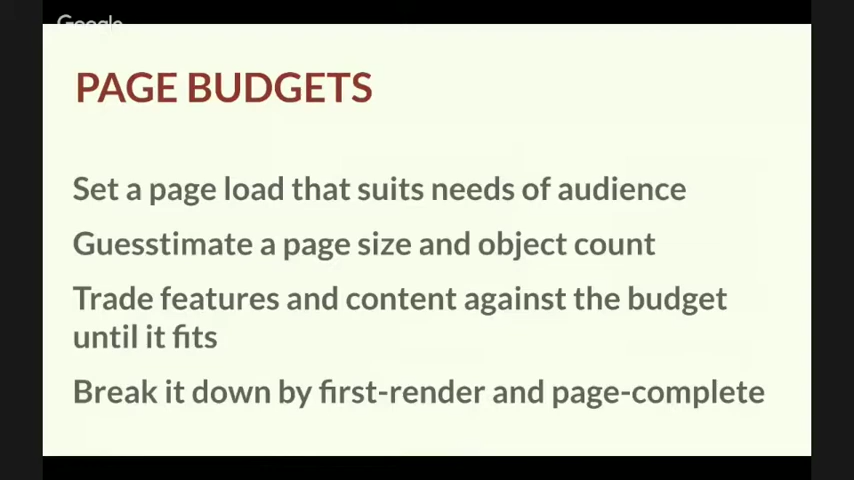 Google
PAGE BUDGETS
Set a page load that suits needs of audience
Guesstimate a page size and object count
Trade features and content against the budget
until it fits
Break it down by first-render and page-complete